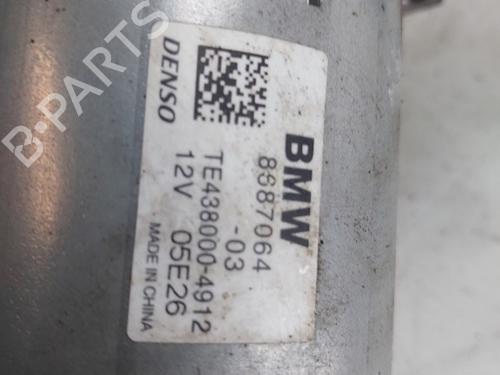 BMW
8687064
-03
TE438000-4912
12V 05E26
MADE IN CHINA
DENSO
B-PARTS